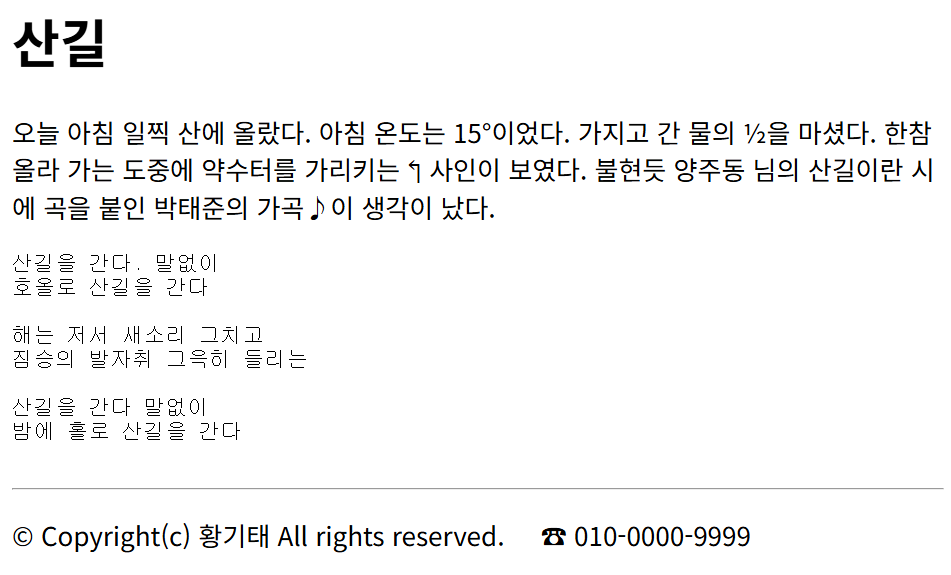 산길
오늘 아침 일찍 산에 올랐다. 아침 온도는 15°이었다. 가지고 간 물의 ½을 마셨다. 한참
올라 가는 도중에 약수터를 가리키는 ↰ 사인이 보였다. 불현듯 양주동 님의 산길이란 시
에 곡을 붙인 박태준의 가곡♪이 생각이 났다.
산길을 간다. 말없이
호올로 산길을 간다
해는 저서 새소리 그치고
짐승의 발자취 그윽히 들리는
산길을 간다 말없이
밤에 홀로 산길을 간다
© Copyright(c) 황기태 All rights reserved. ☎ 010-0000-9999